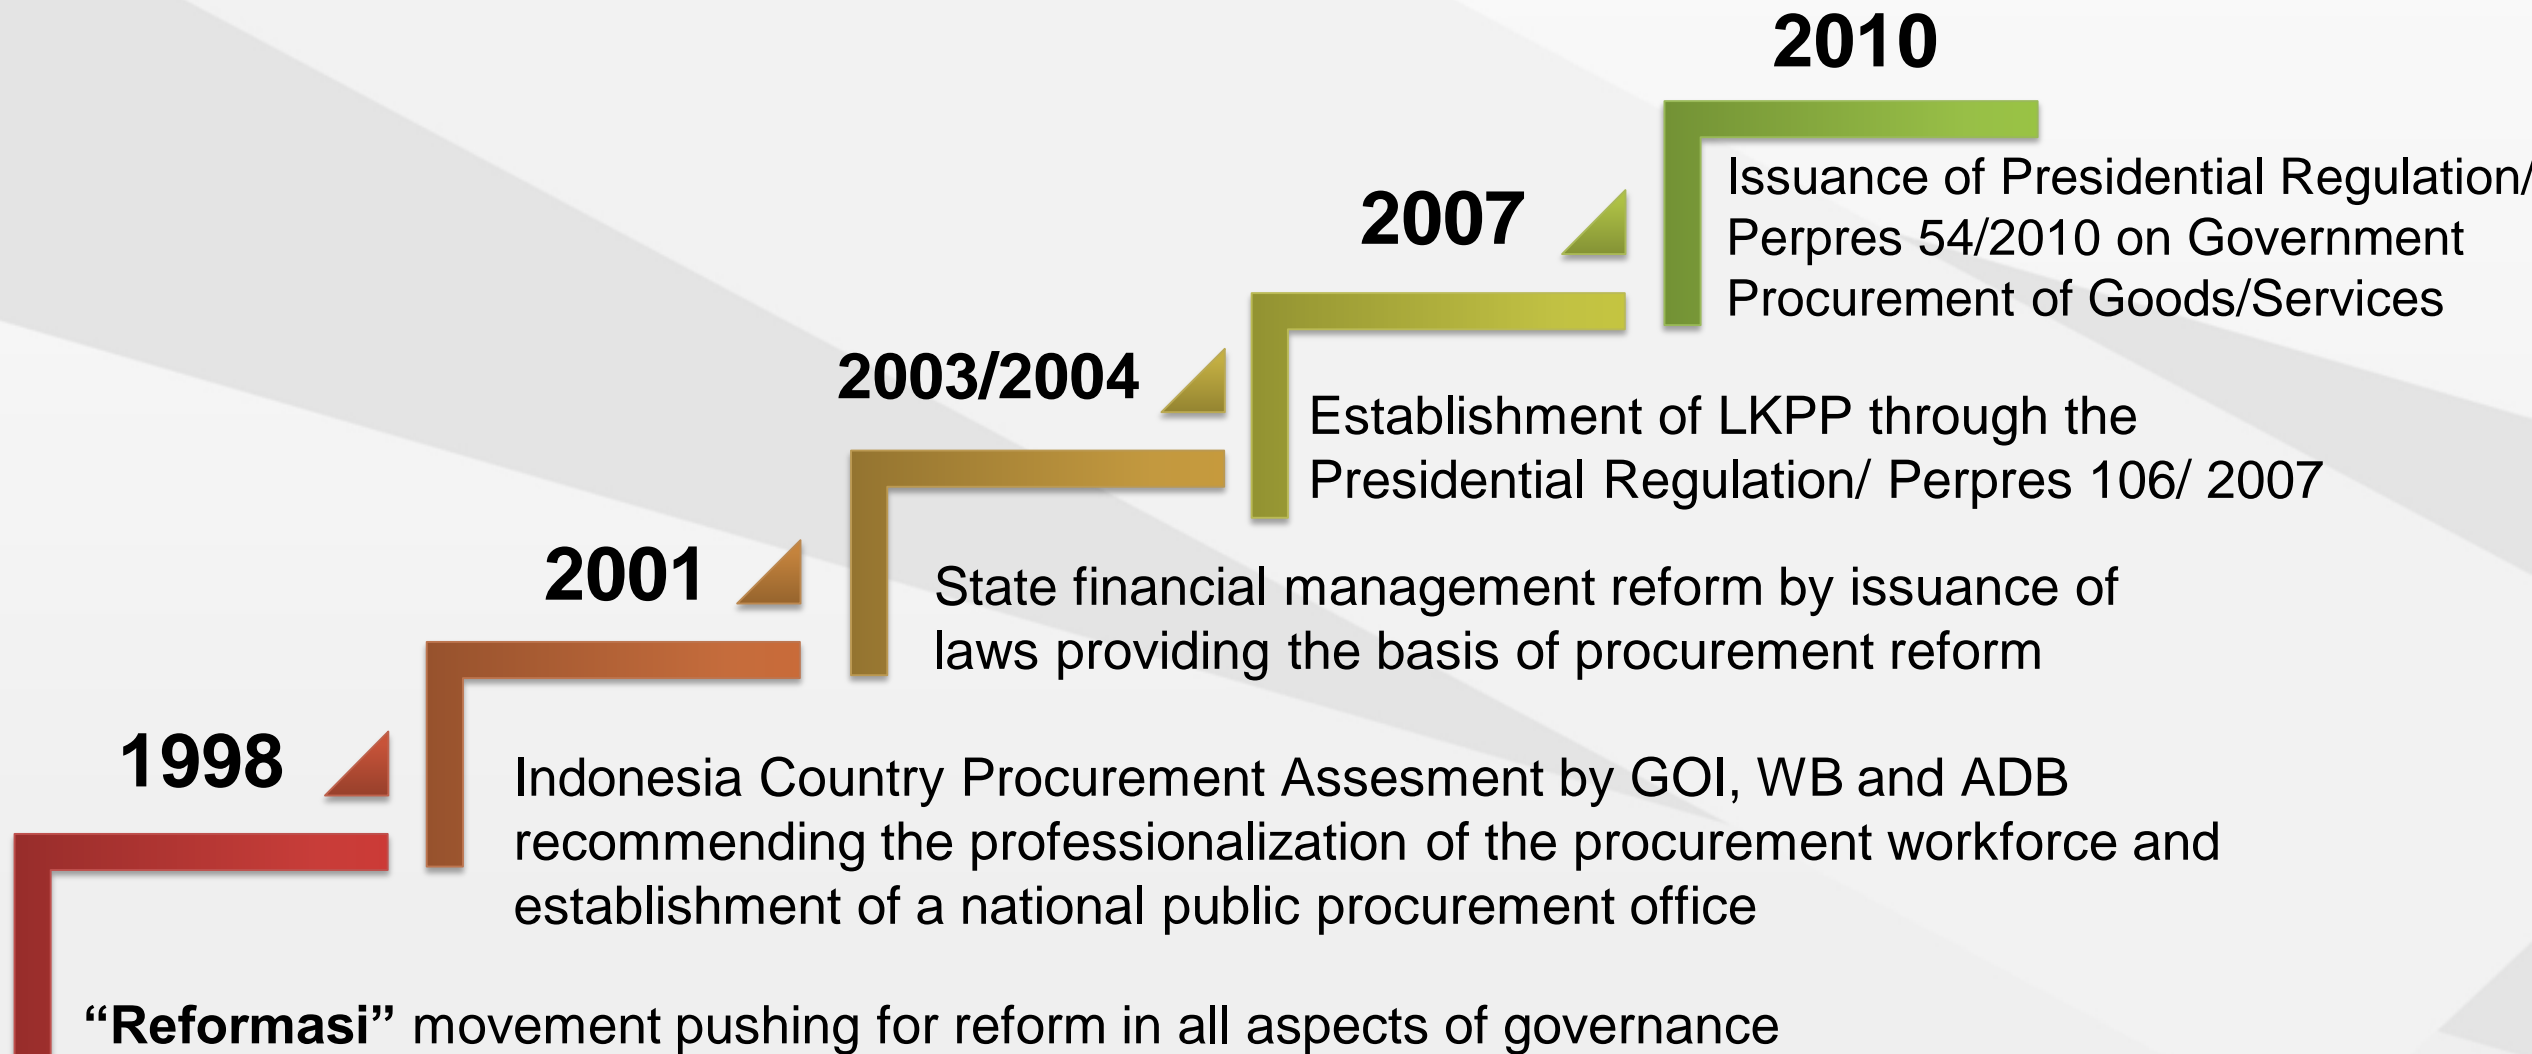 2010
Issuance of Presidential Regulation/
Perpres 54/2010 on Government
Procurement of Goods/Services
2007
Establishment of LKPP through the
Presidential Regulation/ Perpres 106/ 2007
2003/2004
State financial management reform by issuance of
laws providing the basis of procurement reform
2001
Indonesia Country Procurement Assesment by GOI, WB and ADB
recommending the professionalization of the procurement workforce and
establishment of a national public procurement office
1998
“Reformasi” movement pushing for reform in all aspects of governance